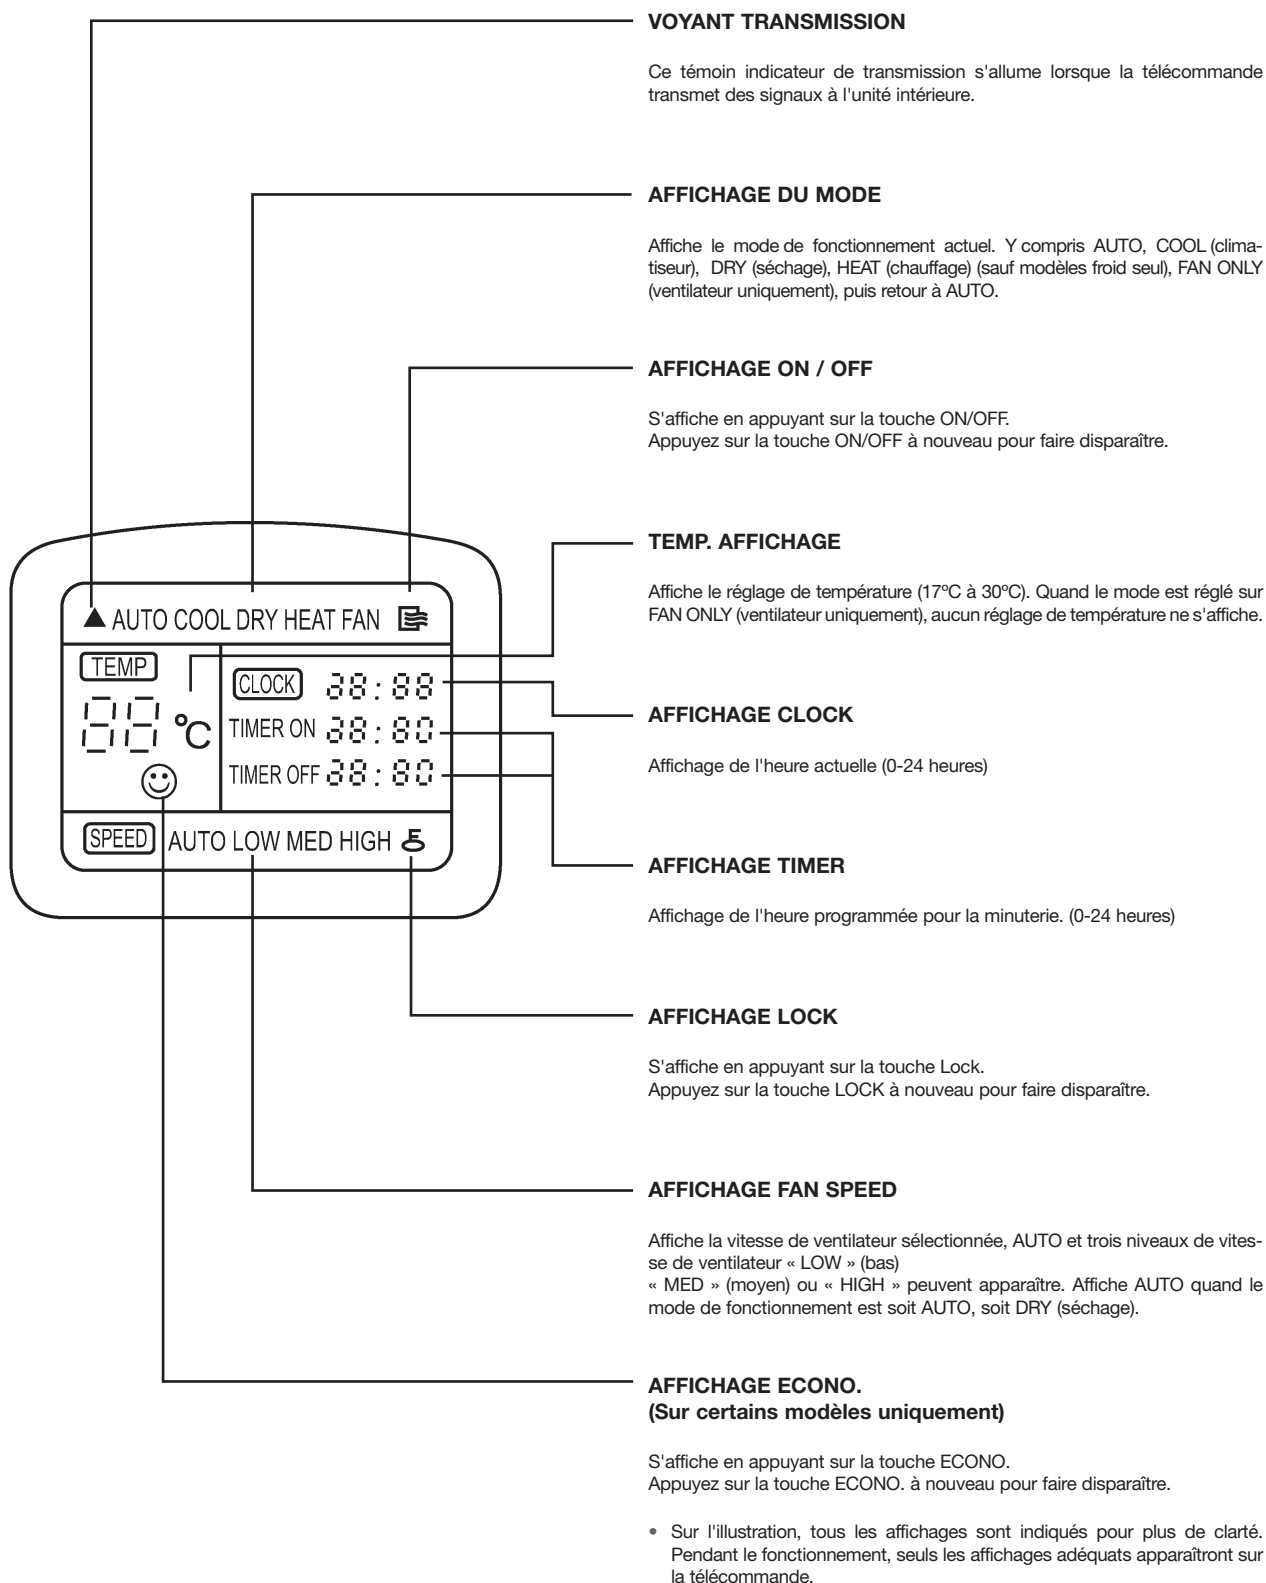 VOYANT TRANSMISSION
Ce témoin indicateur de transmission s'allume lorsque la télécommande
transmet des signaux à l'unité intérieure.
AFFICHAGE DU MODE
Affiche le mode de fonctionnement actuel. Y compris AUTO, COOL (clima-
tiseur), DRY (séchage), HEAT (chauffage) (sauf modèles froid seul), FAN ONLY
(ventilateur uniquement), puis retour à AUTO.
AFFICHAGE ON / OFF
S'affiche en appuyant sur la touche ON/OFF.
Appuyez sur la touche ON/OFF à nouveau pour faire disparaître.
TEMP. AFFICHAGE
Affiche le réglage de température (17ºC à 30ºC). Quand le mode est réglé sur
FAN ONLY (ventilateur uniquement), aucun réglage de température ne s'affiche.
AUTO COOL DRY HEAT FAN
TEMP
88 °C
CLOCK 88:88
TIMER ON 88:80
TIMER OFF 88:80
SPEED AUTO LOW MED HIGH
AFFICHAGE CLOCK
Affichage de l'heure actuelle (0-24 heures)
AFFICHAGE TIMER
Affichage de l'heure programmée pour la minuterie. (0-24 heures)
AFFICHAGE LOCK
S'affiche en appuyant sur la touche Lock.
Appuyez sur la touche LOCK à nouveau pour faire disparaître.
AFFICHAGE FAN SPEED
Affiche la vitesse de ventilateur sélectionnée, AUTO et trois niveaux de vites-
se de ventilateur « LOW » (bas)
« MED » (moyen) ou « HIGH » peuvent apparaître. Affiche AUTO quand le
mode de fonctionnement est soit AUTO, soit DRY (séchage).
AFFICHAGE ECONO.
(Sur certains modèles uniquement)
S'affiche en appuyant sur la touche ECONO.
Appuyez sur la touche ECONO. à nouveau pour faire disparaître.
• Sur l'illustration, tous les affichages sont indiqués pour plus de clarté.
Pendant le fonctionnement, seuls les affichages adéquats apparaîtront sur
la télécommande.